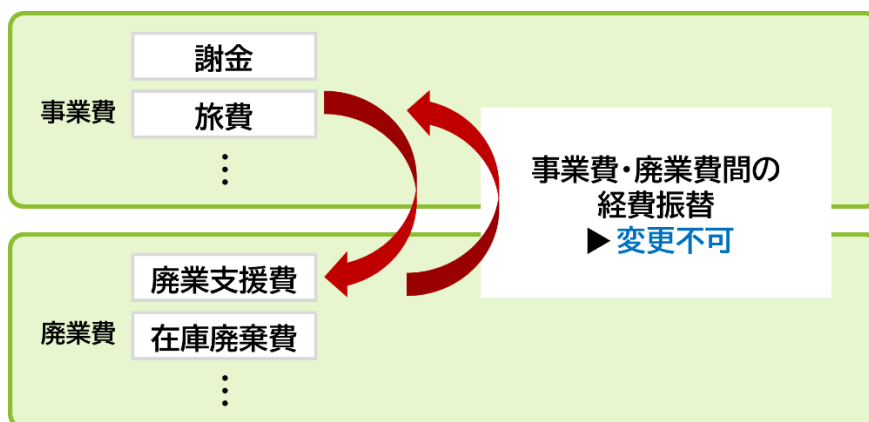 事業費
謝金
旅費
⋮
事業費・廃業費間の
経費振替
▶変更不可
廃業費
廃業支援費
在庫廃棄費
⋮